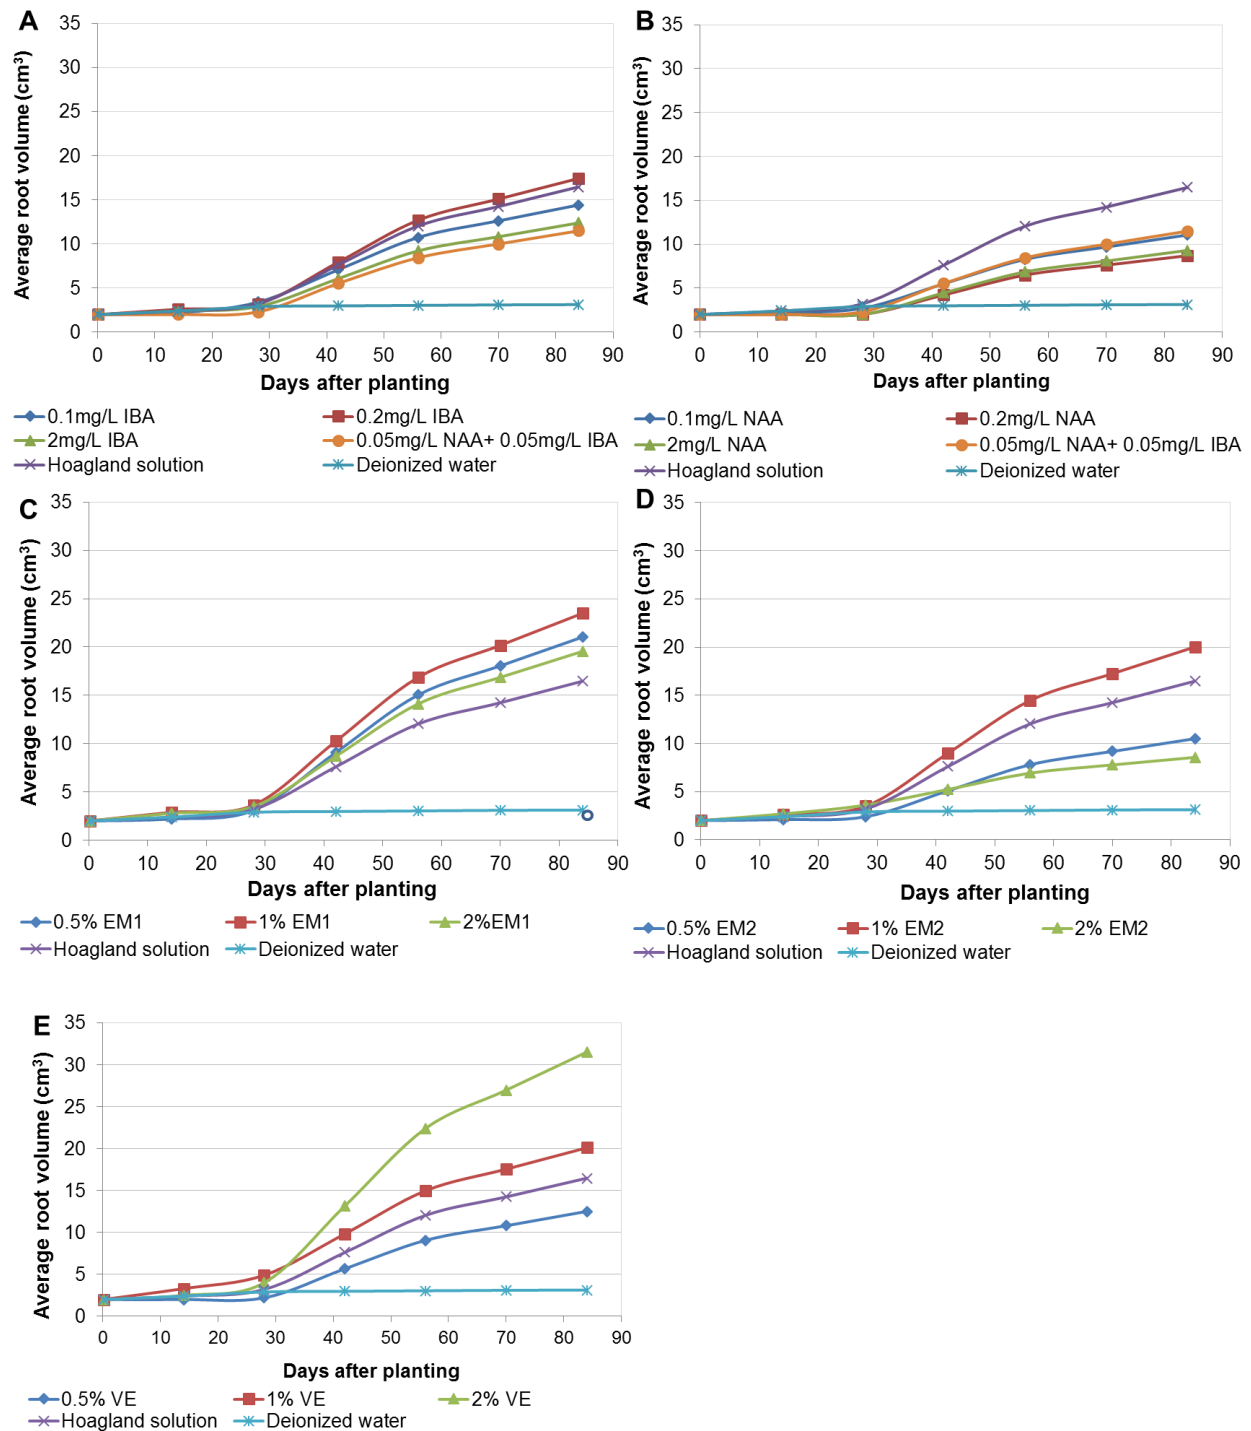 A
B
Average root volume (cm³)
35
30
25
20
15
10
5
0
0 10 20 30 40 50 60 70 80 90
Days after planting
0.1mg/L IBA 0.2mg/L IBA
2mg/L IBA 0.05mg/L NAA+ 0.05mg/L IBA
Hoagland solution Deionized water
Average root volume (cm³)
35
30
25
20
15
10
5
0
0 10 20 30 40 50 60 70 80 90
Days after planting
0.1mg/L NAA 0.2mg/L NAA
2mg/L NAA 0.05mg/L NAA+ 0.05mg/L IBA
Hoagland solution Deionized water
C
Average root volume (cm³)
35
30
25
20
15
10
5
0
0 10 20 30 40 50 60 70 80 90
Days after planting
0.5% EM1 1% EM1 2%EM1
Hoagland solution Deionized water
D
Average root volume (cm³)
35
30
25
20
15
10
5
0
0 10 20 30 40 50 60 70 80 90
Days after planting
0.5% EM2 1% EM2 2% EM2
Hoagland solution Deionized water
E
Average root volume (cm³)
35
30
25
20
15
10
5
0
0 10 20 30 40 50 60 70 80 90
Days after planting
0.5% VE 1% VE 2% VE
Hoagland solution Deionized water